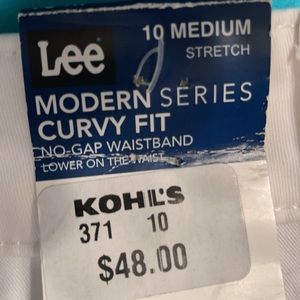 Lee
10 MEDIUM
STRETCH
MODERN SERIES
CURVY FIT
NO-GAP WAISTBAND
LOWER ON THE WAIST
KOHL'S
371 10
$48.00